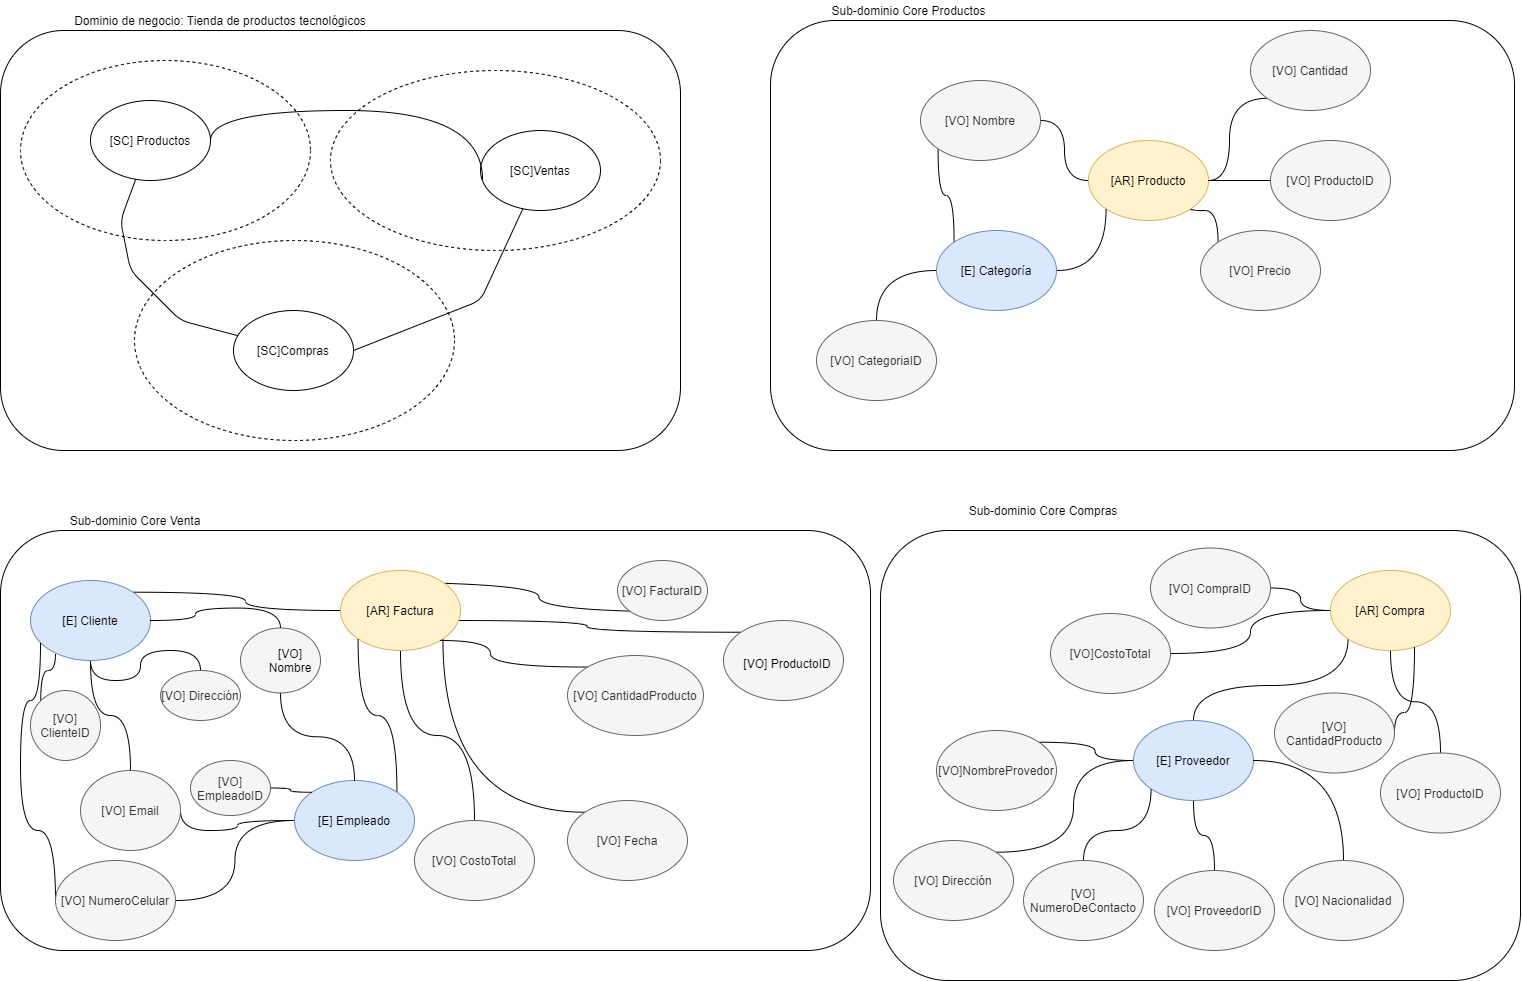 Dominio de negocio: Tienda de productos tecnológicos
[SC] Productos
[SC]Ventas
[SC]Compras
Sub-dominio Core Productos
[VO] Cantidad
[VO] Nombre
[AR] Producto
[VO] ProductoID
[E] Categoría
[VO] Precio
[VO] CategoriaID
Sub-dominio Core Venta
[E] Cliente
[AR] Factura
[VO] FacturaID
[VO]
Nombre
[VO] ProductoID
[VO] Dirección
[VO] CantidadProducto
[VO]
ClienteID
[VO]
EmpleadoID
[VO] Email
[E] Empleado
[VO] Fecha
[VO] CostoTotal
[VO] NumeroCelular
Sub-dominio Core Compras
[VO] CompraID
[AR] Compra
[VO]CostoTotal
[VO]
CantidadProducto
[E] Proveedor
[VO]NombreProvedor
[VO] ProductoID
[VO] Dirección
[VO]
NumeroDeContacto
[VO] ProveedorID
[VO] Nacionalidad